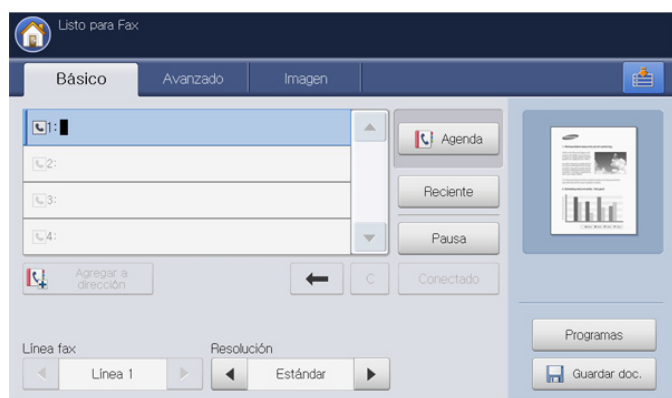 Listo para Fax
Básico
Avanzado
Imagen
1:
2:
3:
4:
Agenda
Reciente
Pausa
Agregar a
dirección
C
Conectado
Línea fax
Resolución
Línea 1
Estándar
Programas
Guardar doc.